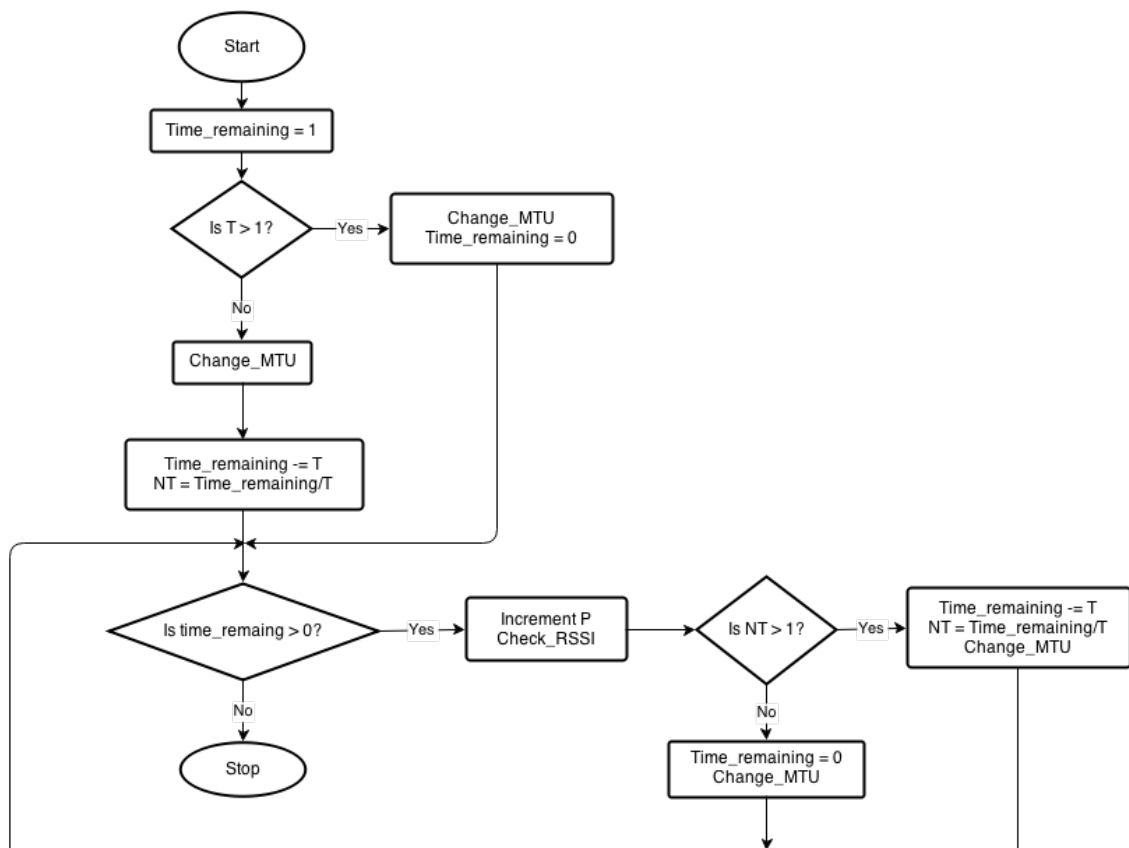 Start
Time_remaining = 1
Is T > 1?
Yes
Change_MTU
Time_remaining = 0
No
Change_MTU
Time_remaining -= T
NT = Time_remaining/T
Is time_remaing > 0?
Yes
Increment P
Check_RSSI
Is NT > 1?
Yes
Time_remaining -= T
NT = Time_remaining/T
Change_MTU
No
Stop
No
Time_remaining = 0
Change_MTU